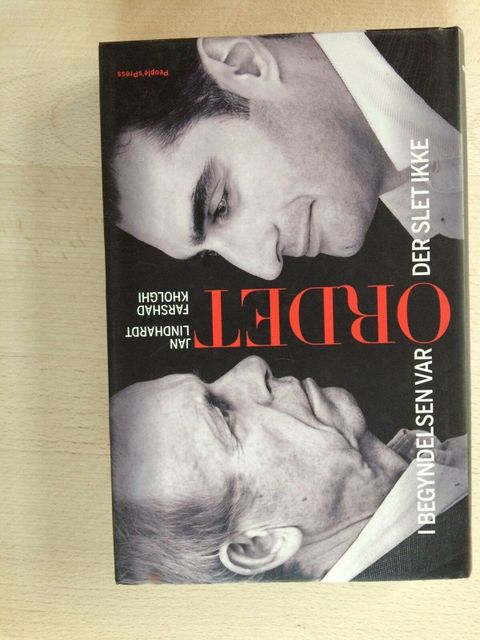 I BEGYNDELSEN VAR
ORDET
DER SLET IKKE
JAN
LINDHARDT
FARSHAD
KHOLGHI
People'sPress